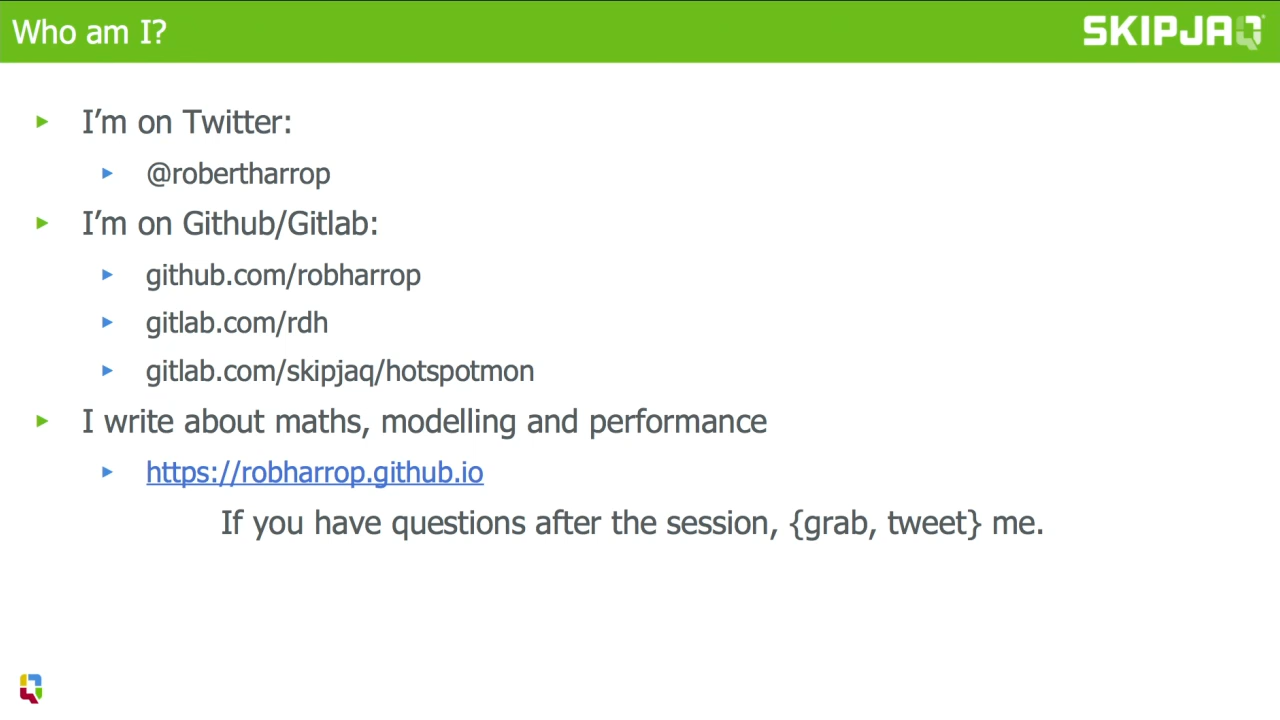 Who am I?
SKIPJAQ
I'm on Twitter:
@robertharrop
I'm on Github/Gitlab:
github.com/robharrop
gitlab.com/rdh
gitlab.com/skipjaq/hotspotmon
I write about maths, modelling and performance
https://robharrop.github.io
If you have questions after the session, {grab, tweet} me.